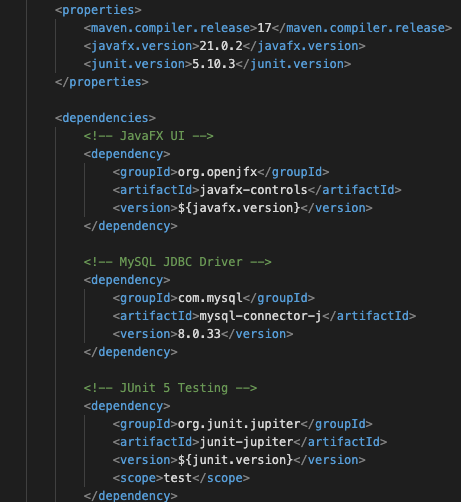 <properties>
<maven.compiler.release>17</maven.compiler.release>
<javafx.version>21.0.2</javafx.version>
<junit.version>5.10.3</junit.version>
</properties>
<dependencies>
<!-- JavaFX UI -->
<dependency>
<groupId>org.openjfx</groupId>
<artifactId>javafx-controls</artifactId>
<version>${javafx.version}</version>
</dependency>
<!-- MySQL JDBC Driver -->
<dependency>
<groupId>com.mysql</groupId>
<artifactId>mysql-connector-j</artifactId>
<version>8.0.33</version>
</dependency>
<!-- JUnit 5 Testing -->
<dependency>
<groupId>org.junit.jupiter</groupId>
<artifactId>junit-jupiter</artifactId>
<version>${junit.version}</version>
<scope>test</scope>
</dependency>